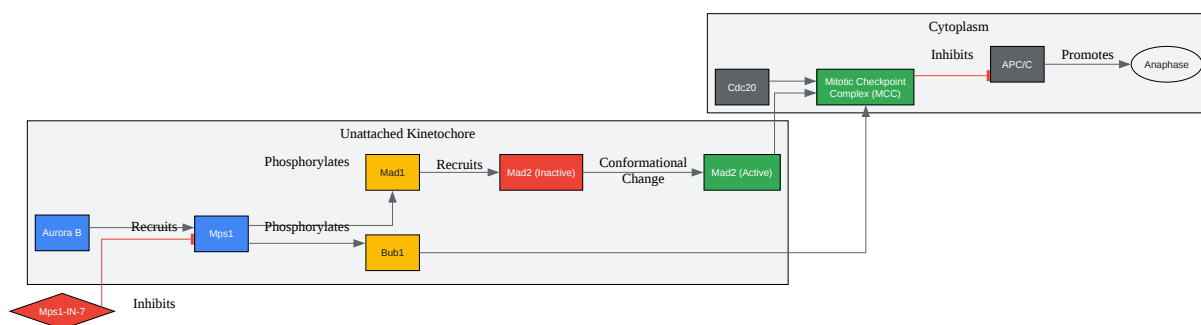 Cytoplasm
Inhibits
Promotes
Cdc20
Mitotic Checkpoint
Complex (MCC)
APC/C
Anaphase
Unattached Kinetochore
Phosphorylates
Mad1
Recruits
Mad2 (Inactive)
Conformational
Change
Mad2 (Active)
Aurora B
Recruits
Mps1
Phosphorylates
Bub1
Mps1-IN-7
Inhibits